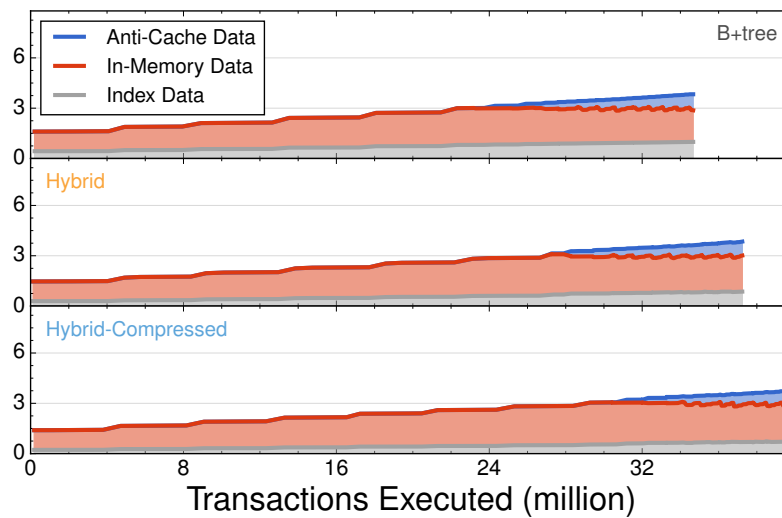 6
3
0
Anti-Cache Data
In-Memory Data
Index Data
B+tree
6
3
0
Hybrid
6
3
0
Hybrid-Compressed
0 8 16 24 32
Transactions Executed (million)